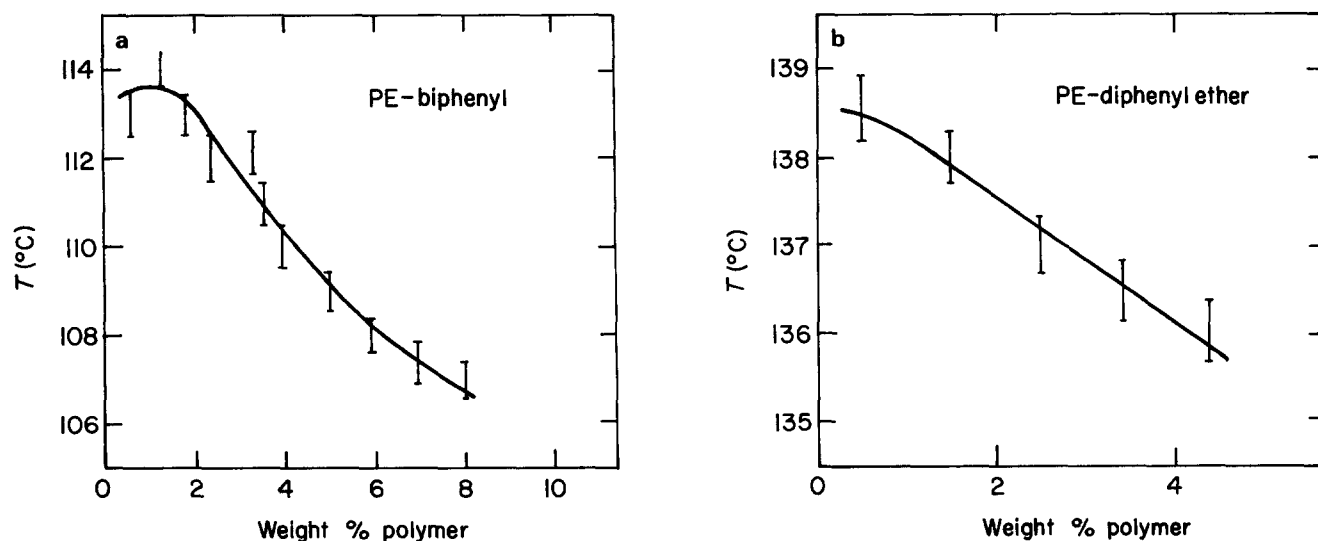 a
PE-biphenyl
114
112
110
108
106
T (°C)
0 2 4 6 8 10
Weight % polymer
b
PE-diphenyl ether
139
138
137
136
135
T (°C)
0 2 4
Weight % polymer